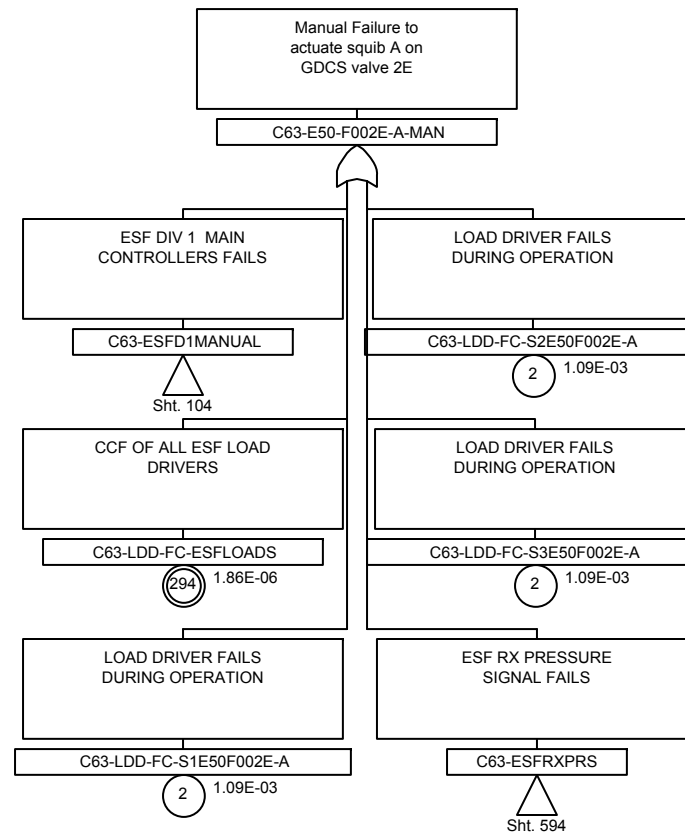 Manual Failure to
actuate squib A on
GDCS valve 2E
C63-E50-F002E-A-MAN
ESF DIV 1 MAIN
CONTROLLERS FAILS
C63-ESFD1MANUAL
Sht. 104
LOAD DRIVER FAILS
DURING OPERATION
C63-LDD-FC-S2E50F002E-A
2
1.09E-03
CCF OF ALL ESF LOAD
DRIVERS
C63-LDD-FC-ESFLOADS
294
1.86E-06
LOAD DRIVER FAILS
DURING OPERATION
C63-LDD-FC-S3E50F002E-A
2
1.09E-03
LOAD DRIVER FAILS
DURING OPERATION
C63-LDD-FC-S1E50F002E-A
2
1.09E-03
ESF RX PRESSURE
SIGNAL FAILS
C63-ESFRXPRS
Sht. 594